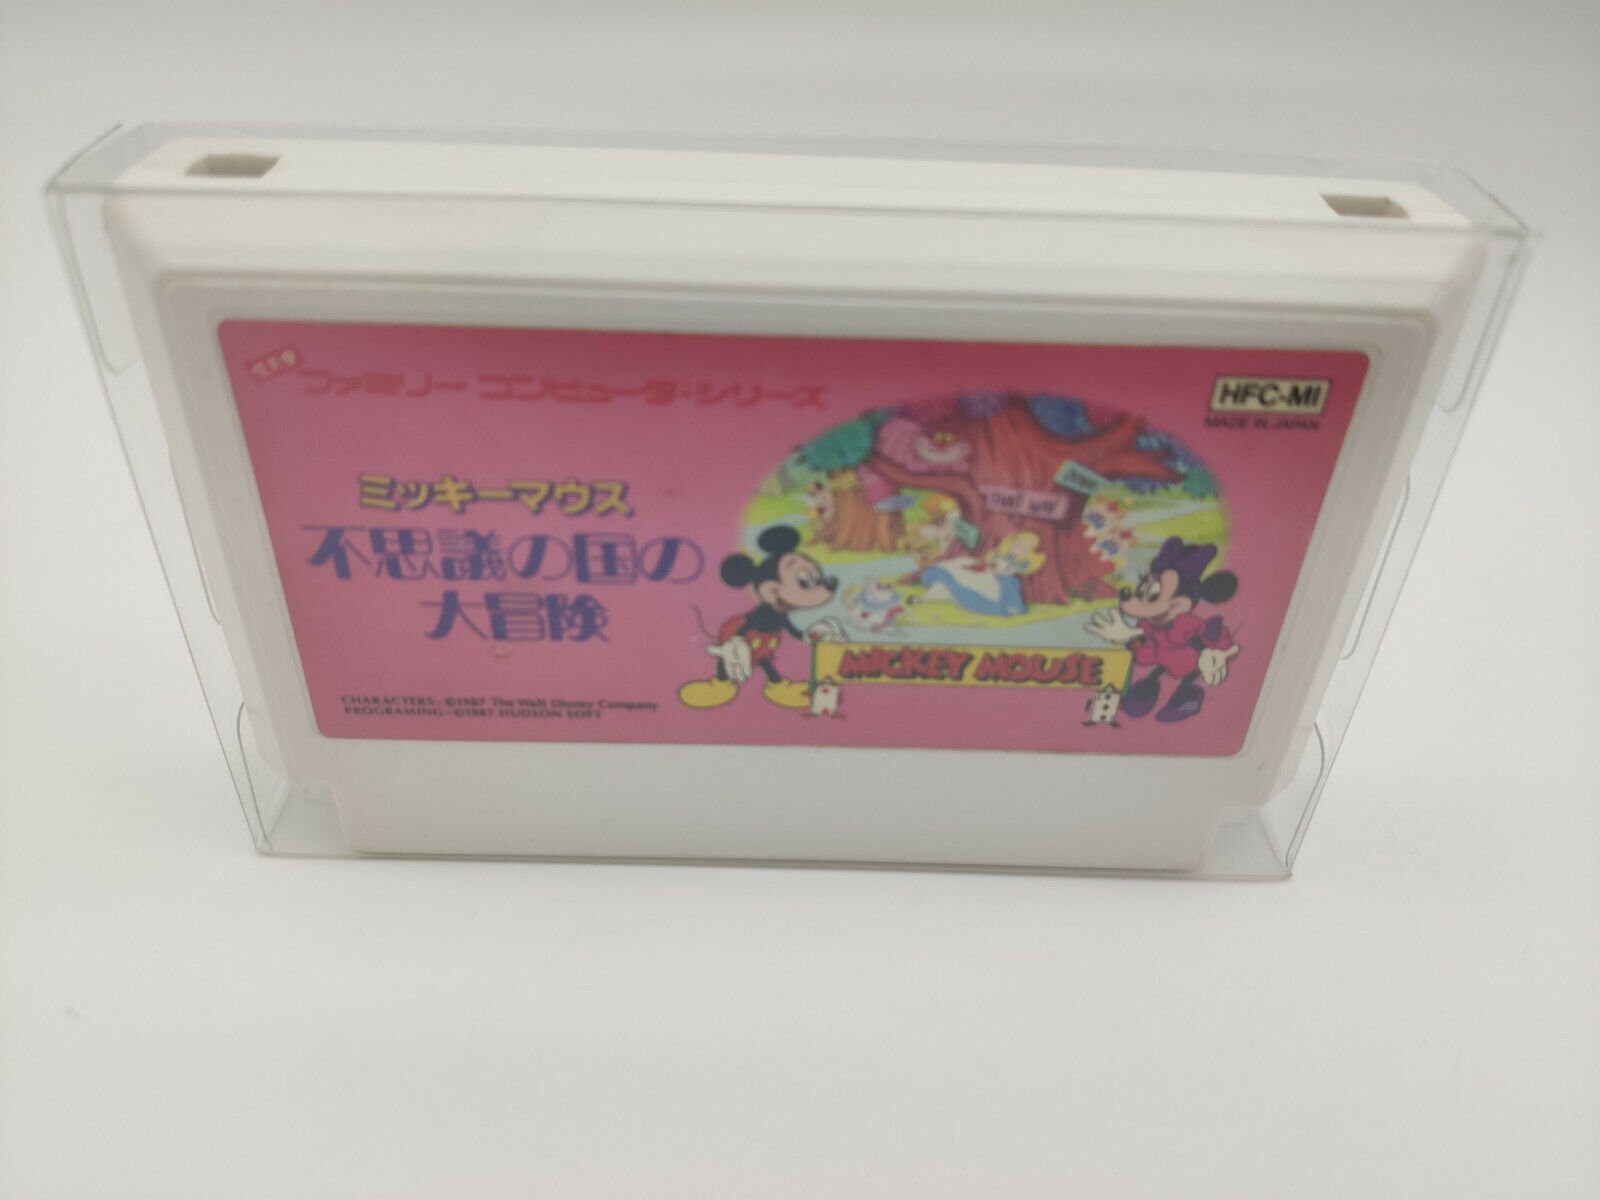 ファミリー コンピュータ・シリーズ
HFC-MI
MADE IN JAPAN
ミッキーマウス
不思議の国の
大冒険
THAT WAY
MICKEY MOUSE
CHARACTERS—©1987 The Walt Disney Company
PROGRAMING—©1987 HUDSON SOFT